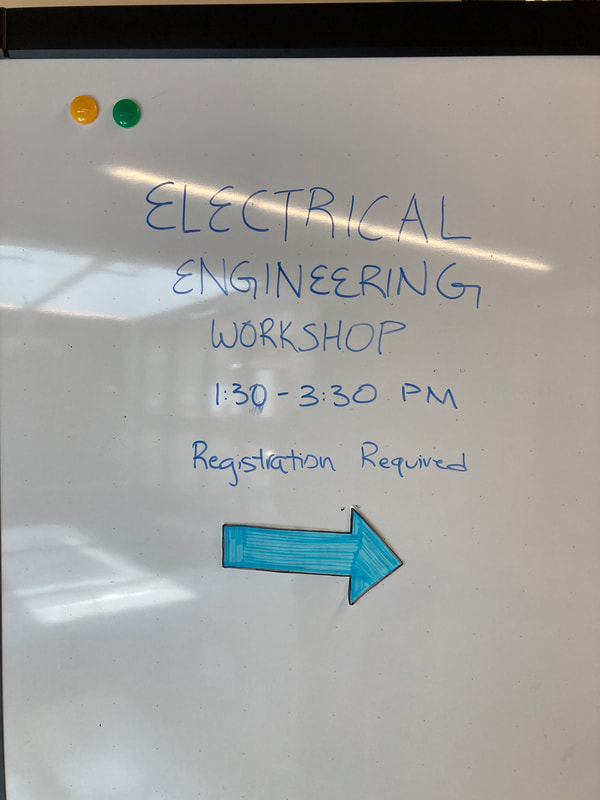 ELECTRICAL
ENGINEERING
WORKSHOP
1:30 - 3:30 PM
Registration Required